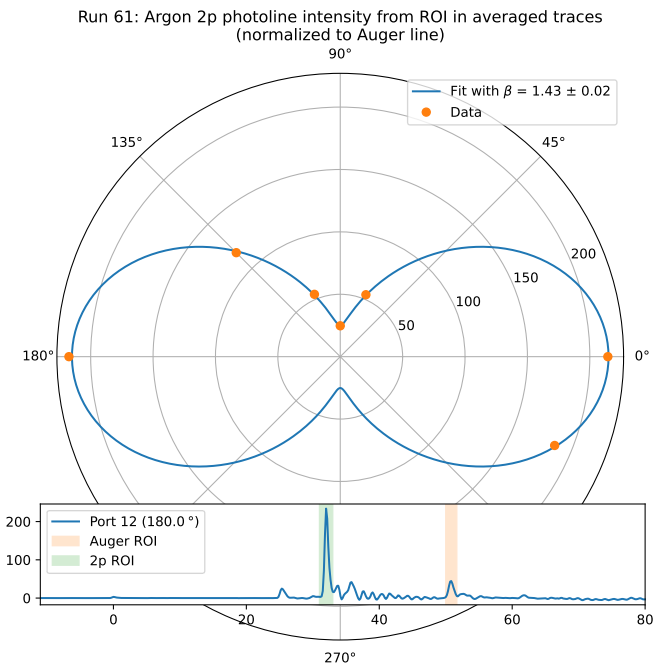 Run 61: Argon 2p photoline intensity from ROI in averaged traces
(normalized to Auger line)
90°
Fit with β = 1.43 ± 0.02
Data
135°
45°
200
150
100
50
180°
0°
Port 12 (180.0 °)
Auger ROI
2p ROI
200
100
0
0
20
40
60
80
270°